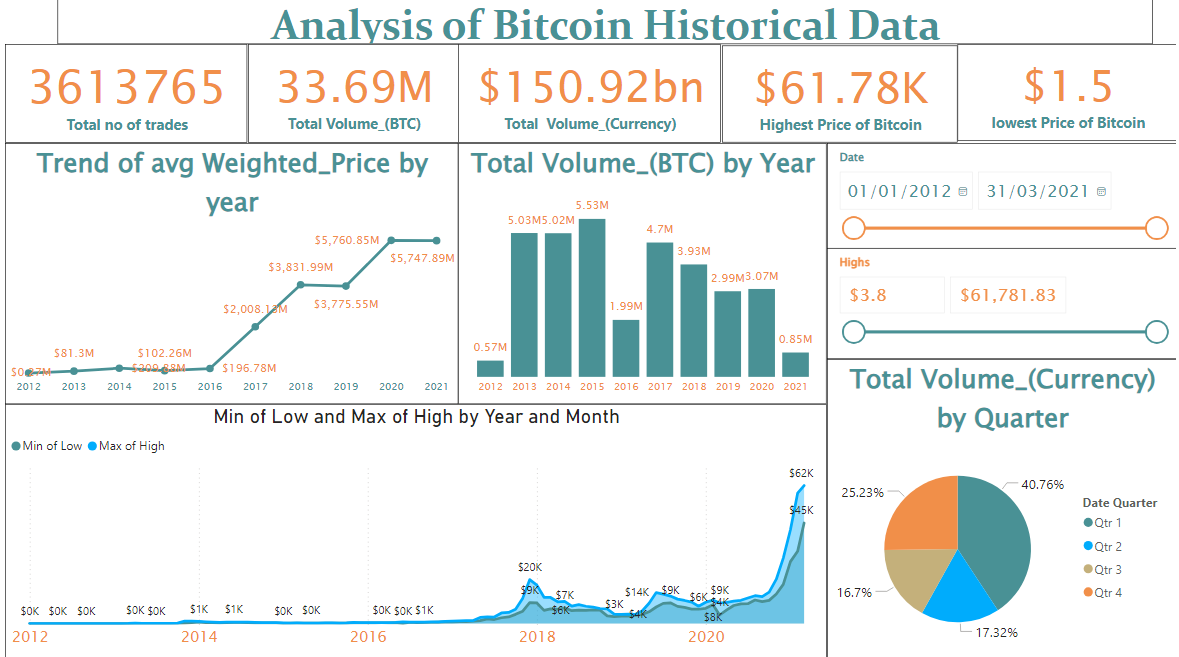 Analysis of Bitcoin Historical Data
3613765
Total no of trades
33.69M
Total Volume_(BTC)
$150.92bn
Total Volume_(Currency)
$61.78K
Highest Price of Bitcoin
$1.5
lowest Price of Bitcoin
Trend of avg Weighted_Price by
year
$5,760.85M
$5,747.89M
$3,831.99M
$3,775.55M
$81.3M
$102.26M
$196.78M
2012 2013 2014 2015 2016 2017 2018 2019 2020 2021
Total Volume_(BTC) by Year
5.53M
5.03M 5.02M
4.7M
3.93M
2.99M 3.07M
1.99M
0.57M
0.85M
2012 2013 2014 2015 2016 2017 2018 2019 2020 2021
Date
01/01/2012 31/03/2021
Highs
$3.8 $61,781.83
Min of Low and Max of High by Year and Month
Min of Low Max of High
$62K
$45K
$20K
$9K
$7K
$6K
$3K
$14K
$4K
$9K
$6K
$9K
$4K
$8K
$0K $0K $0K $0K $0K $1K $1K $0K $0K $0K $0K $1K
2012 2014 2016 2018 2020
Total Volume_(Currency)
by Quarter
40.76%
25.23%
16.7%
17.32%
Date Quarter
Qtr 1
Qtr 2
Qtr 3
Qtr 4